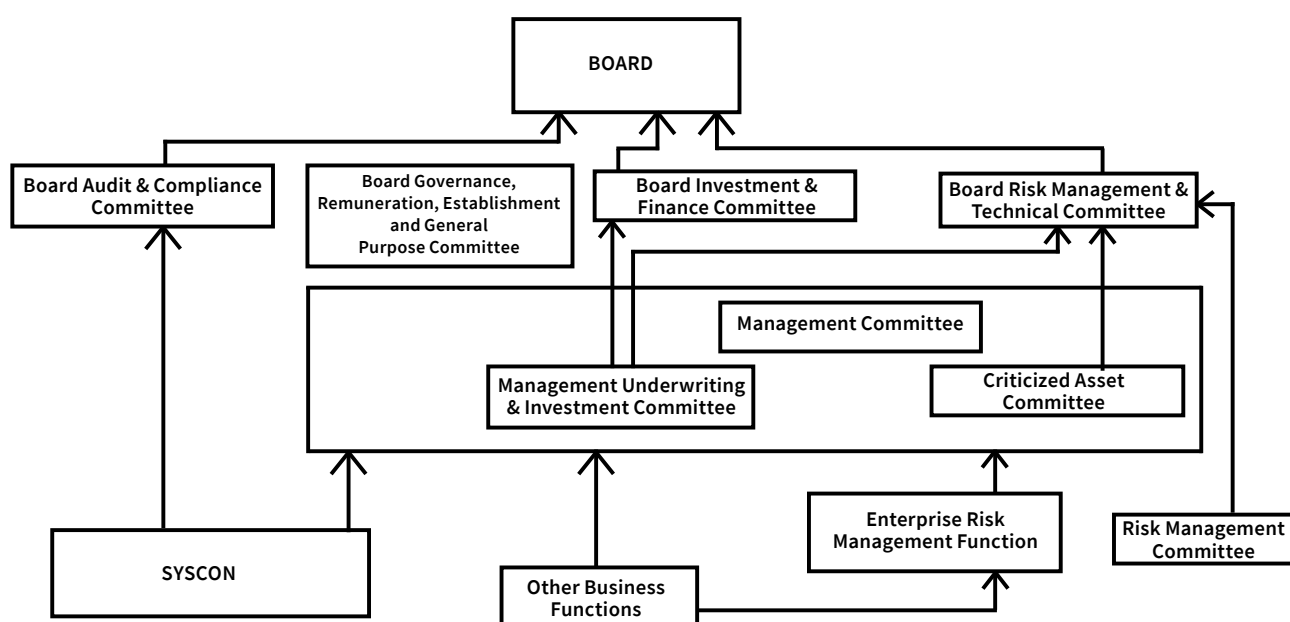 BOARD
Board Audit & Compliance
Committee
Board Governance,
Remuneration, Establishment
and General
Purpose Committee
Board Investment &
Finance Committee
Board Risk Management &
Technical Committee
Management Committee
Management Underwriting
& Investment Committee
Criticized Asset
Committee
SYSCON
Other Business
Functions
Enterprise Risk
Management Function
Risk Management
Committee